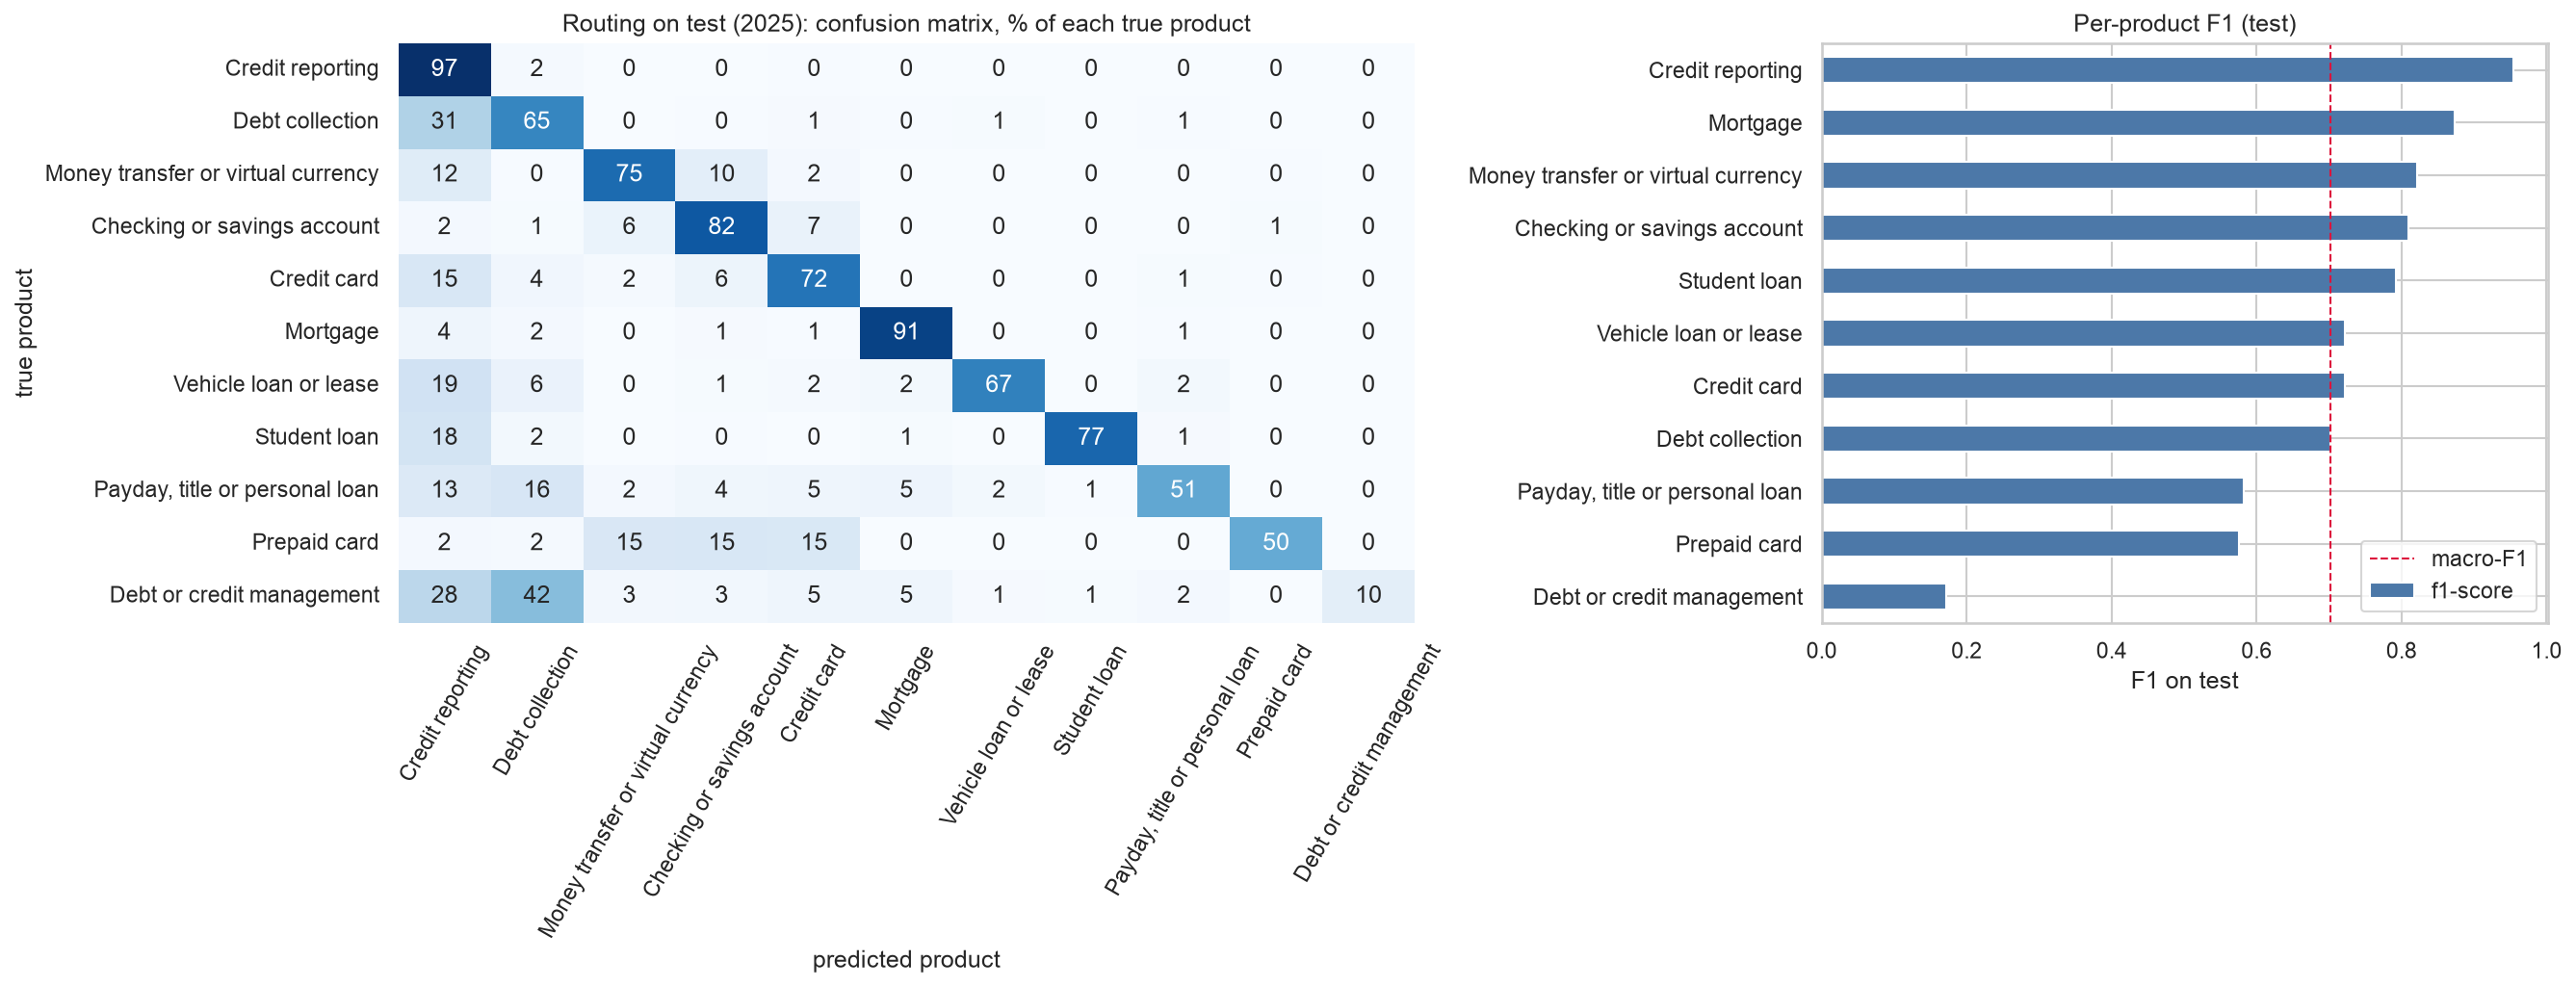 Routing on test (2025): confusion matrix, % of each true product
true product
Credit reporting 97 2 0 0 0 0 0 0 0 0 0
Debt collection 31 65 0 0 1 0 1 0 1 0 0
Money transfer or virtual currency 12 0 75 10 2 0 0 0 0 0 0
Checking or savings account 2 1 6 82 7 0 0 0 0 1 0
Credit card 15 4 2 6 72 0 0 0 1 0 0
Mortgage 4 2 0 1 1 91 0 0 1 0 0
Vehicle loan or lease 19 6 0 1 2 2 67 0 2 0 0
Student loan 18 2 0 0 0 1 0 77 1 0 0
Payday, title or personal loan 13 16 2 4 5 5 2 1 51 0 0
Prepaid card 2 2 15 15 15 0 0 0 0 50 0
Debt or credit management 28 42 3 3 5 5 1 1 2 0 10
Credit reporting
Debt collection
Money transfer or virtual currency
Checking or savings account
Credit card
Mortgage
Vehicle loan or lease
Student loan
Payday, title or personal loan
Prepaid card
Debt or credit management
predicted product
Per-product F1 (test)
Credit reporting
Mortgage
Money transfer or virtual currency
Checking or savings account
Student loan
Vehicle loan or lease
Credit card
Debt collection
Payday, title or personal loan
Prepaid card
Debt or credit management
macro-F1
f1-score
0.0 0.2 0.4 0.6 0.8 1.0
F1 on test